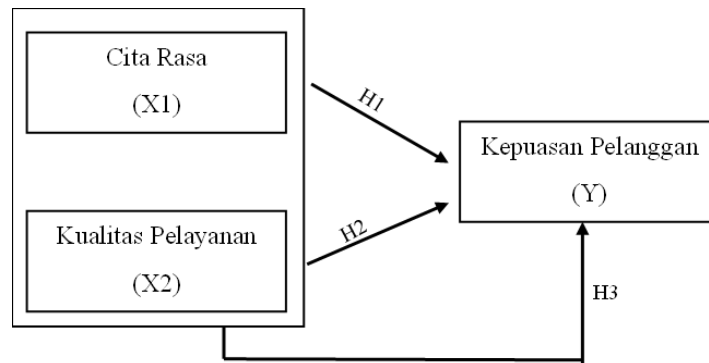 Cita Rasa
(X1)
H1
Kepuasan Pelanggan
(Y)
Kualitas Pelayanan
(X2)
H2
H3